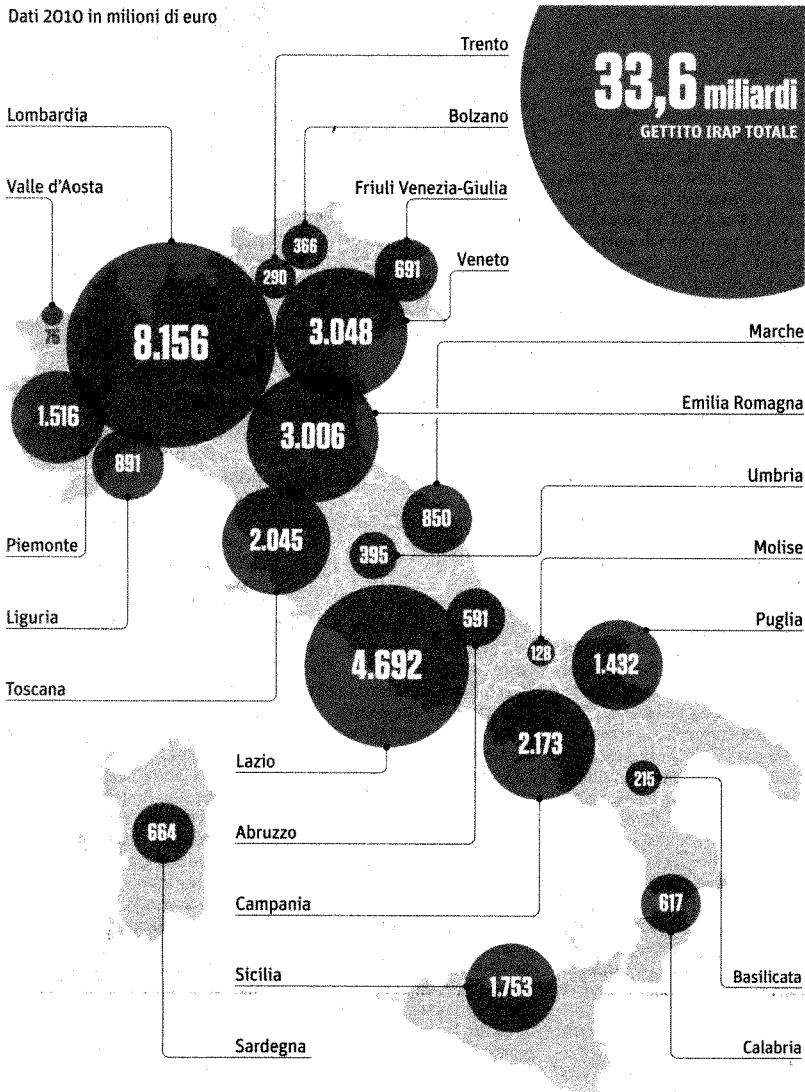 Dati 2010 in milioni di euro
33,6 miliardi
GETTITO IRAP TOTALE
Trento
Lombardia
Bolzano
Valle d'Aosta
Friuli Venezia-Giulia
366
Veneto
290
691
75
8.156
3.048
Marche
1.516
Emilia Romagna
3.006
891
Umbria
850
Piemonte
2.045
395
Molise
Liguria
591
Puglia
128
4.692
1.432
Toscana
2.173
Lazio
215
664
Abruzzo
Campania
617
Sicilia
1.753
Basilicata
Sardegna
Calabria